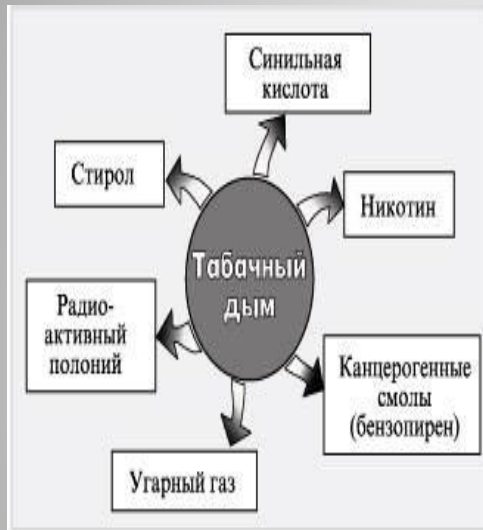 Синильная
кислота
Стирол
Никотин
Табачный
дым
Радио-
активный
полоний
Канцерогенные
смолы
(бензопирен)
Угарный газ